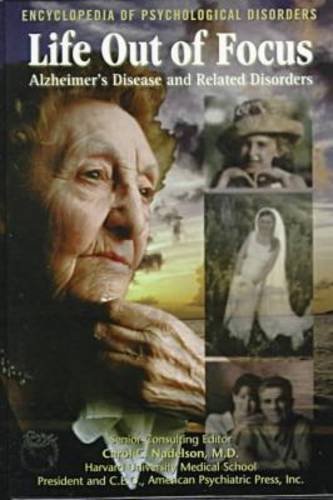 ENCYCLOPEDIA OF PSYCHOLOGICAL DISORDERS
Life Out of Focus
Alzheimer's Disease and Related Disorders
Senior Consulting Editor
Carol C. Nadelson, M.D.
Harvard University Medical School
President and C.E.O., American Psychiatric Press, Inc.